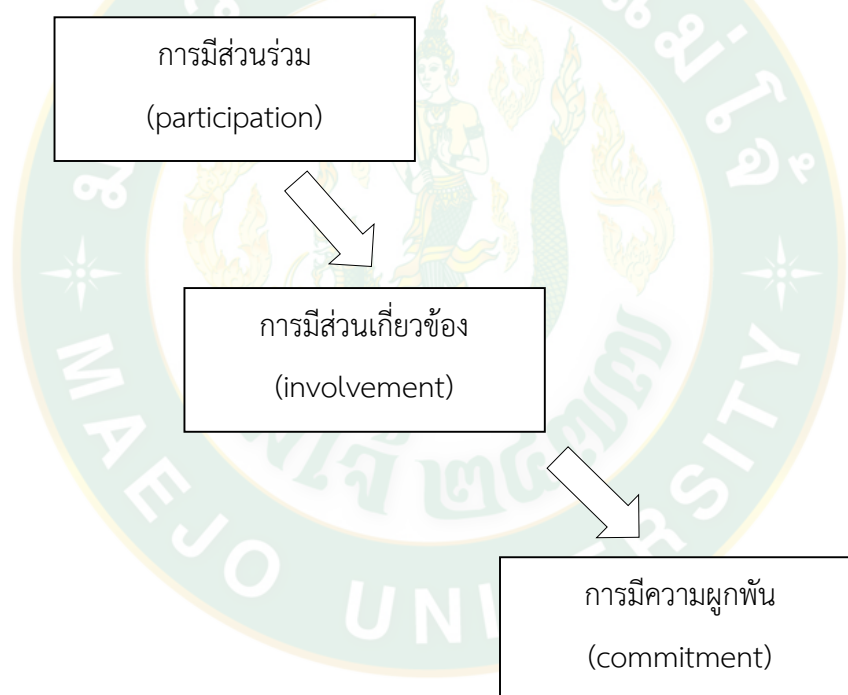 การมีส่วนร่วม
(participation)
การมีส่วนเกี่ยวข้อง
(involvement)
การมีความผูกพัน
(commitment)
MAEJO UNIVERSITY